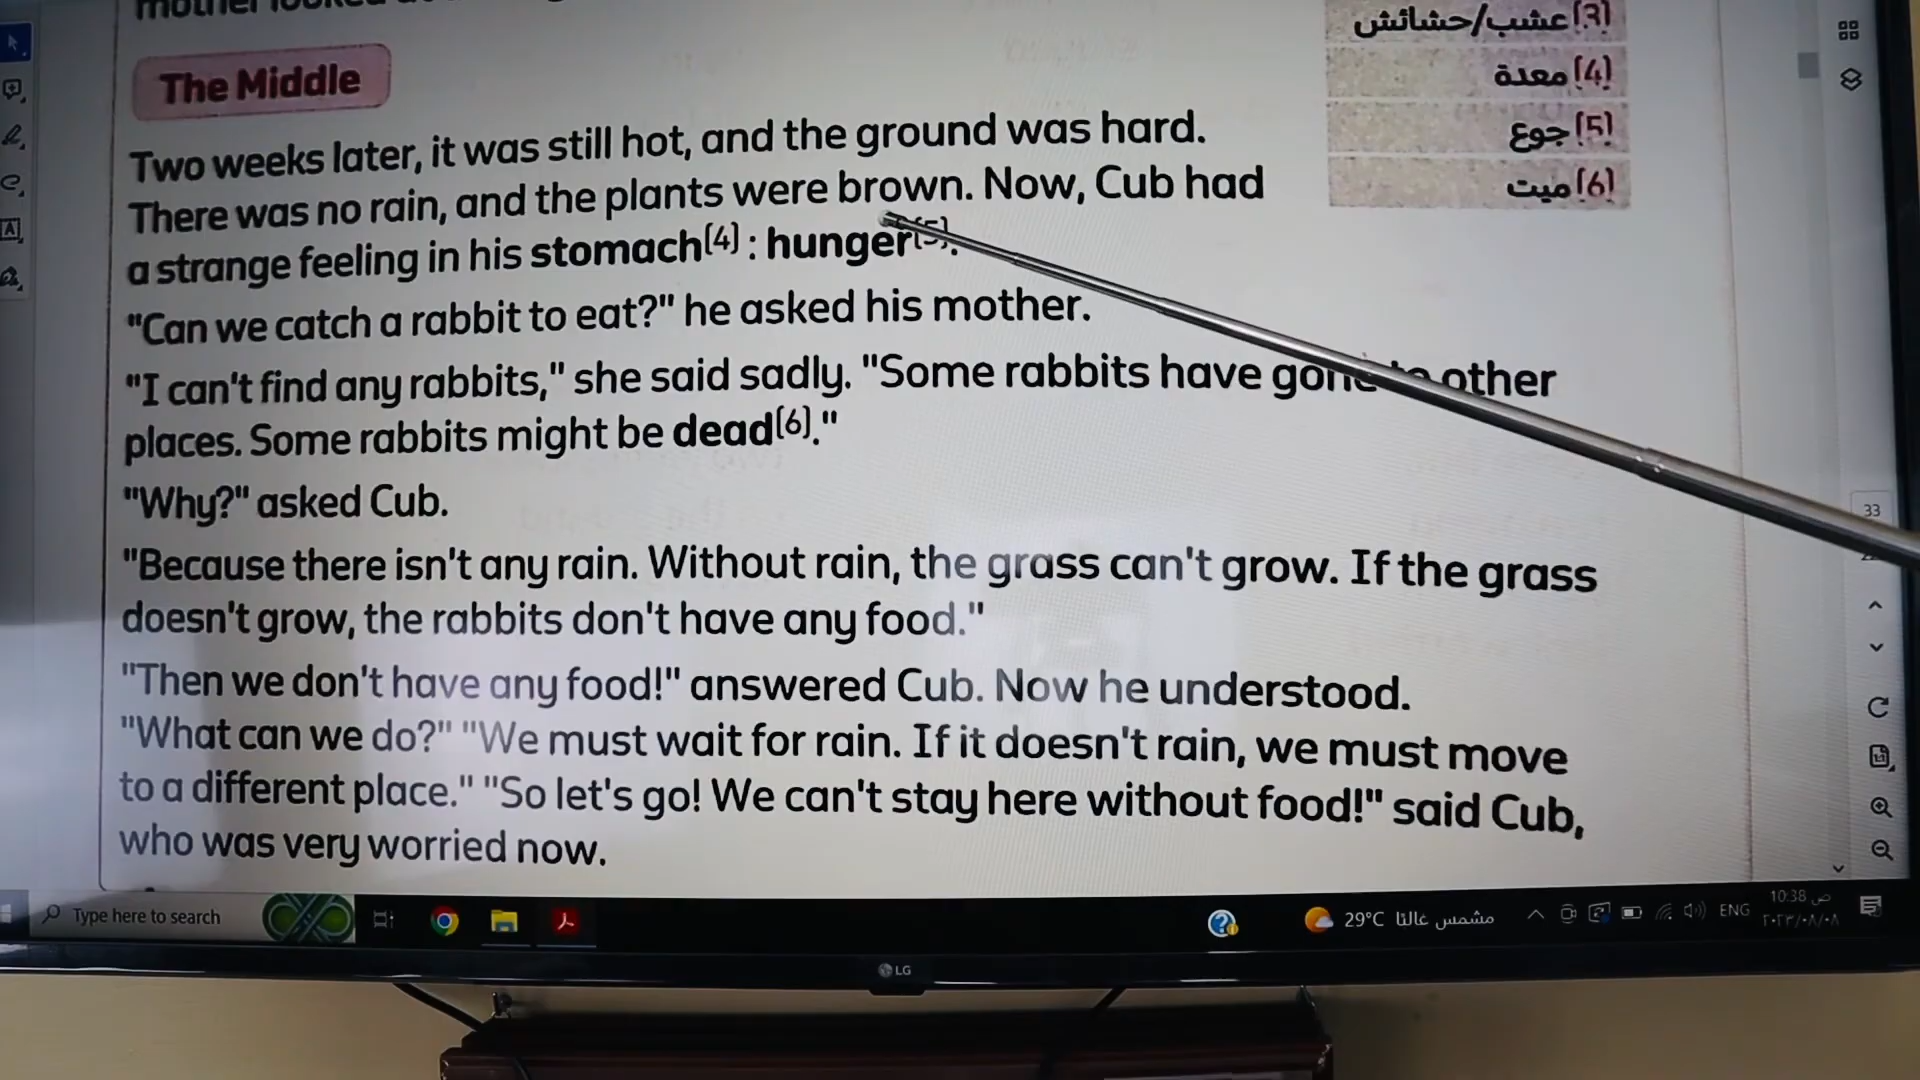 The Middle
Two weeks later, it was still hot, and the ground was hard.
There was no rain, and the plants were brown. Now, Cub had
a strange feeling in his stomach[4] : hunger[5].
"Can we catch a rabbit to eat?" he asked his mother.
"I can't find any rabbits," she said sadly. "Some rabbits have gone to other
places. Some rabbits might be dead[6]."
"Why?" asked Cub.
"Because there isn't any rain. Without rain, the grass can't grow. If the grass
doesn't grow, the rabbits don't have any food."
"Then we don't have any food!" answered Cub. Now he understood.
"What can we do?" "We must wait for rain. If it doesn't rain, we must move
to a different place." "So let's go! We can't stay here without food!" said Cub,
who was very worried now.
[3] عشب/حشائش
[4] معدة
[5] جوع
[6] ميت
33
Type here to search
29°C مشمس غالبًا
ENG
10:38 ص
٢٠٢٣/٠٨/٠٨
LG